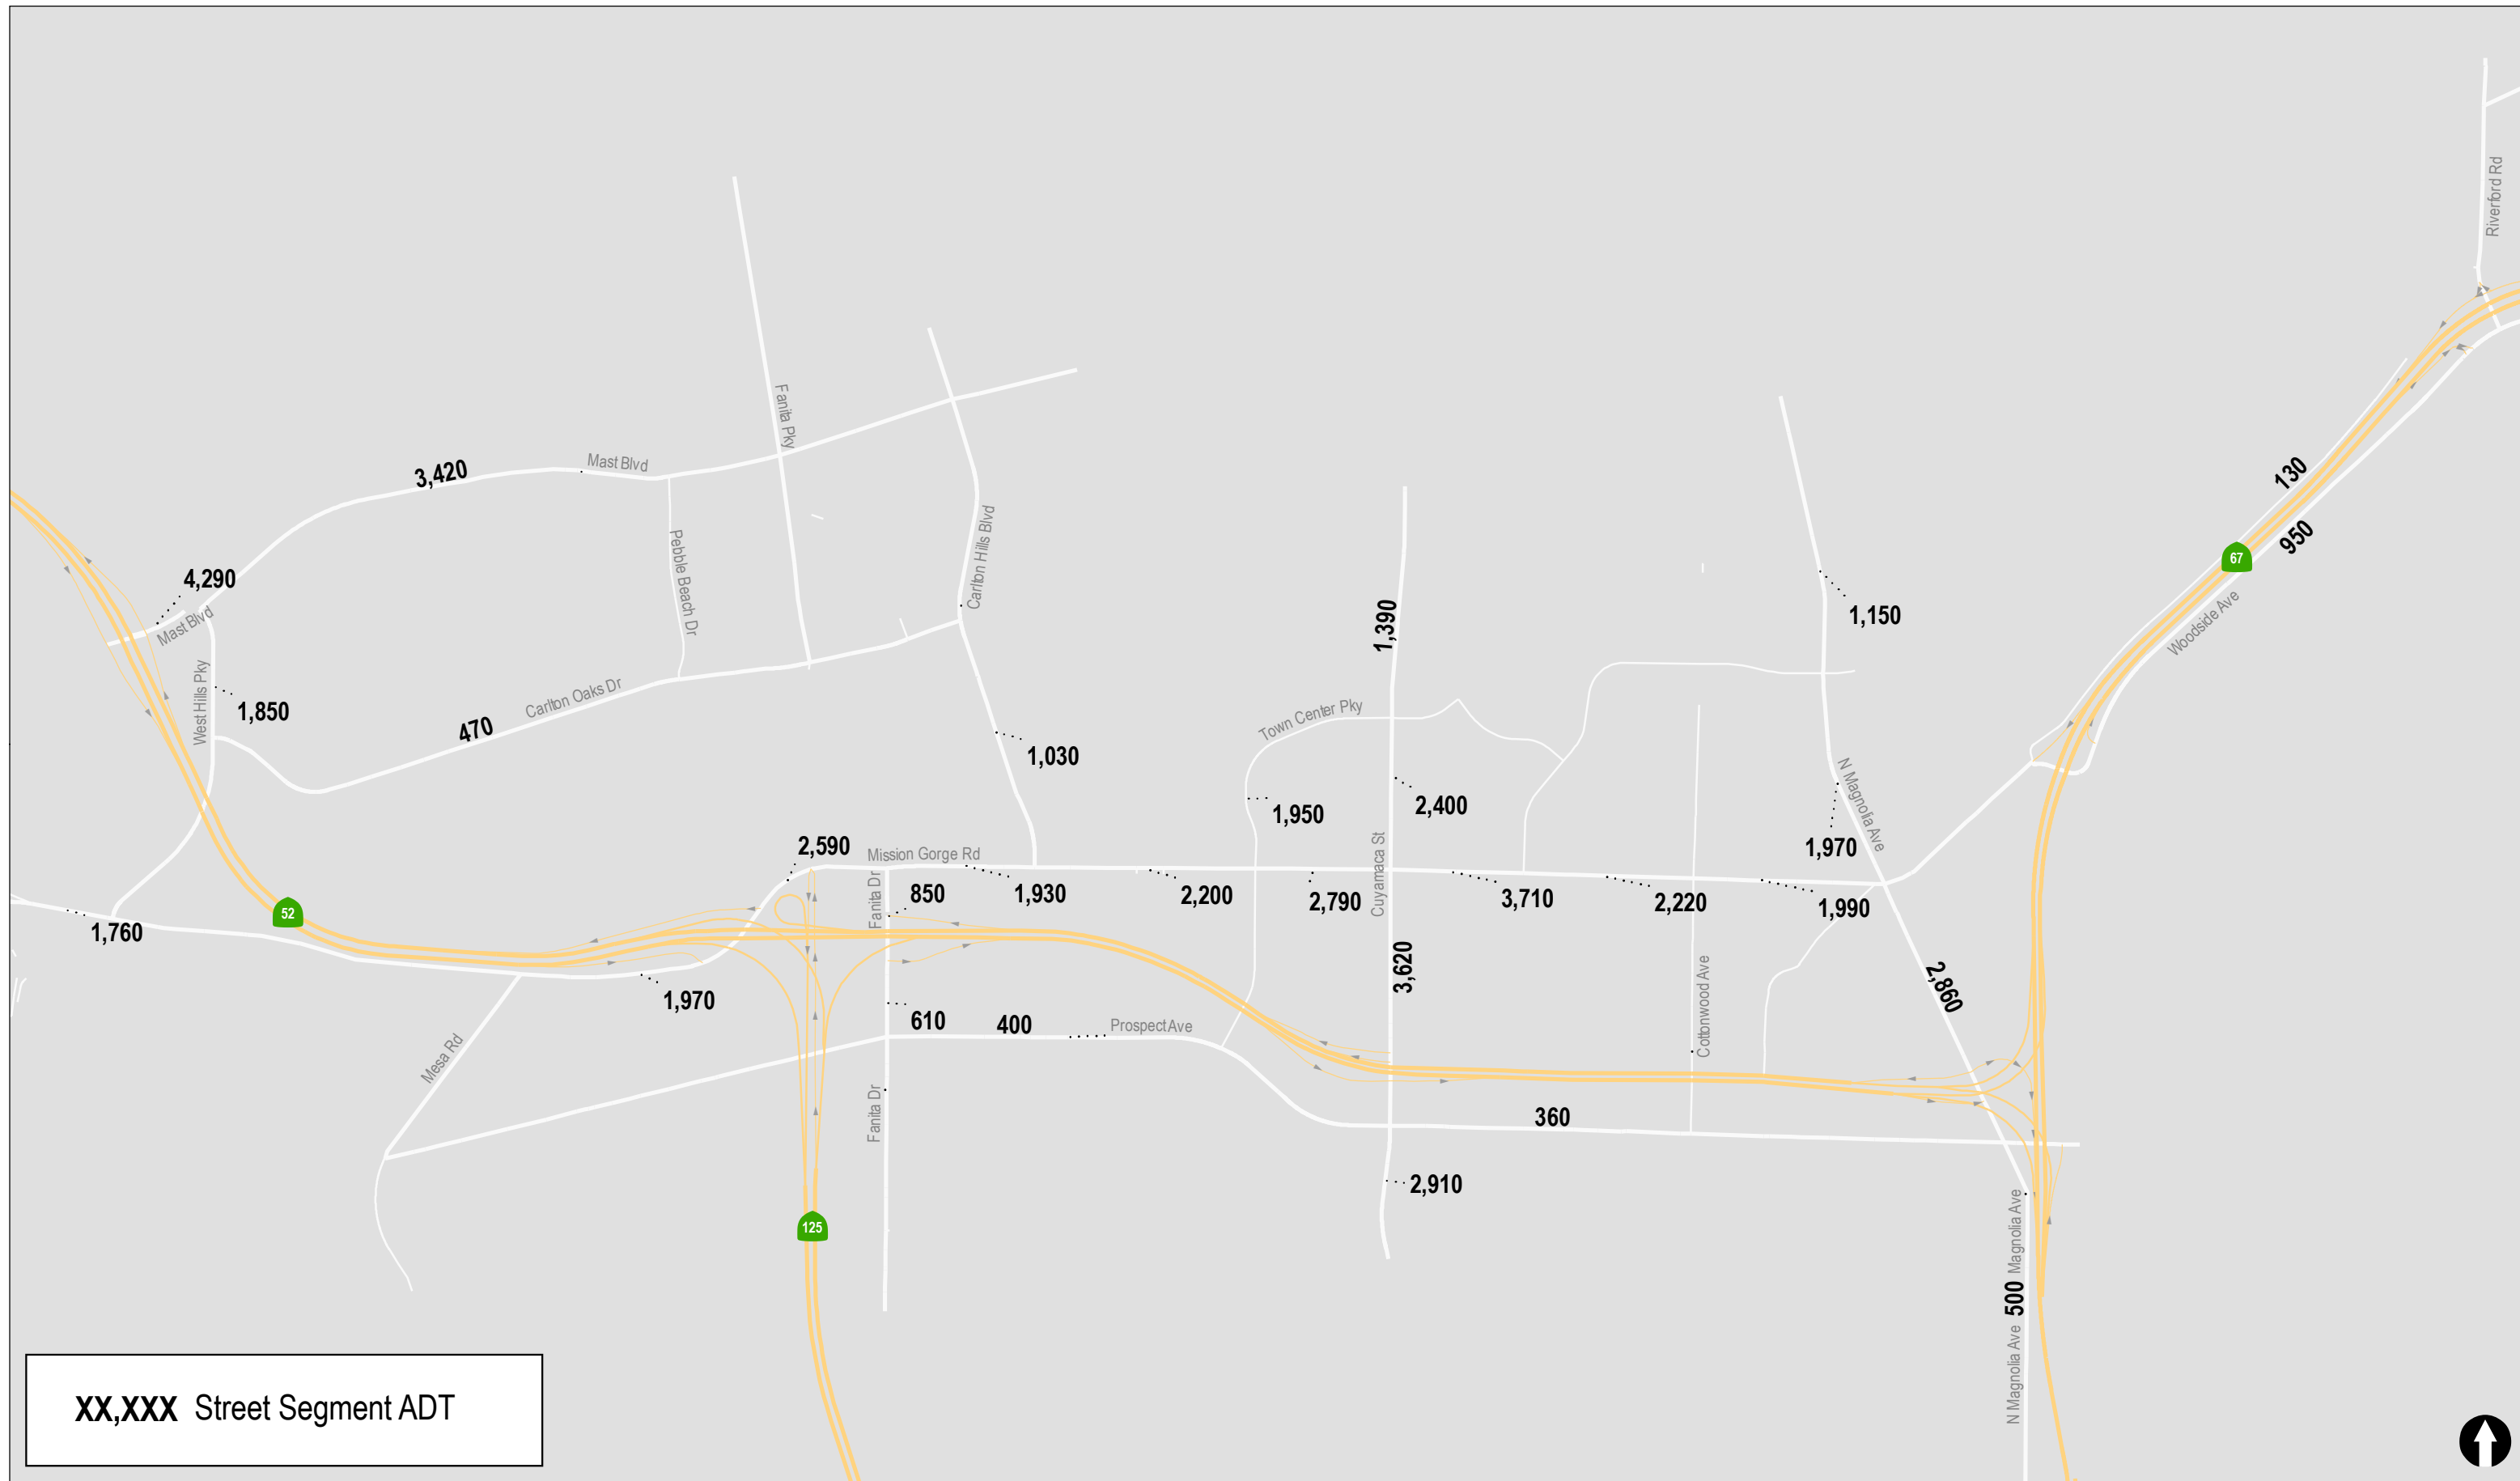 Riverford Rd
Fanita Pky
Mast Blvd
3,420
130
950
67
Woodside Ave
Carlton Hills Blvd
Pebble Beach Dr
4,290
Mast Blvd
1,390
1,150
West Hills Pky
1,850
Carlton Oaks Dr
470
Town Center Pky
1,030
1,950
2,400
N Magnolia Ave
1,970
2,590
Mission Gorge Rd
Cuyamaca St
Fanita Dr
850
1,930
2,200
2,790
3,710
2,220
1,990
52
1,760
3,620
2,860
1,970
610
400
Prospect Ave
Cottonwood Ave
Mesa Rd
Fanita Dr
360
2,910
125
Magnolia Ave
500
N Magnolia Ave
XX,XXX Street Segment ADT